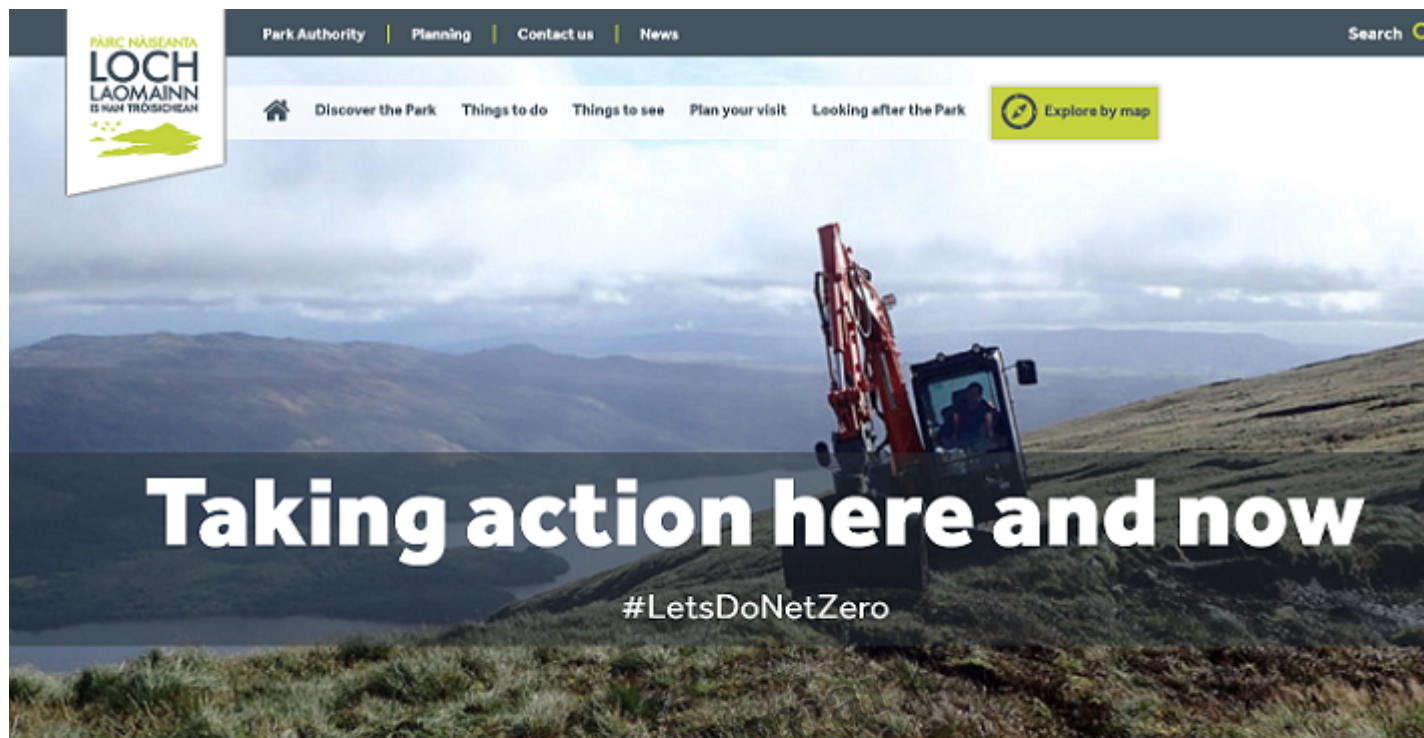 Park Authority | Planning | Contact us | News
Search
PÀIRC NÀISEANTA
LOCH
LAOMAINN
IS NAN TRÒISICHEAN
Discover the Park Things to do Things to see Plan your visit Looking after the Park Explore by map
Taking action here and now
#LetsDoNetZero